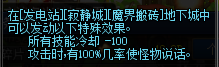 在[发电站][寂静城][魔界搬砖]地下城中
可以发动以下特殊效果。
所有技能冷却 -100
攻击时,有100%几率使怪物说话。